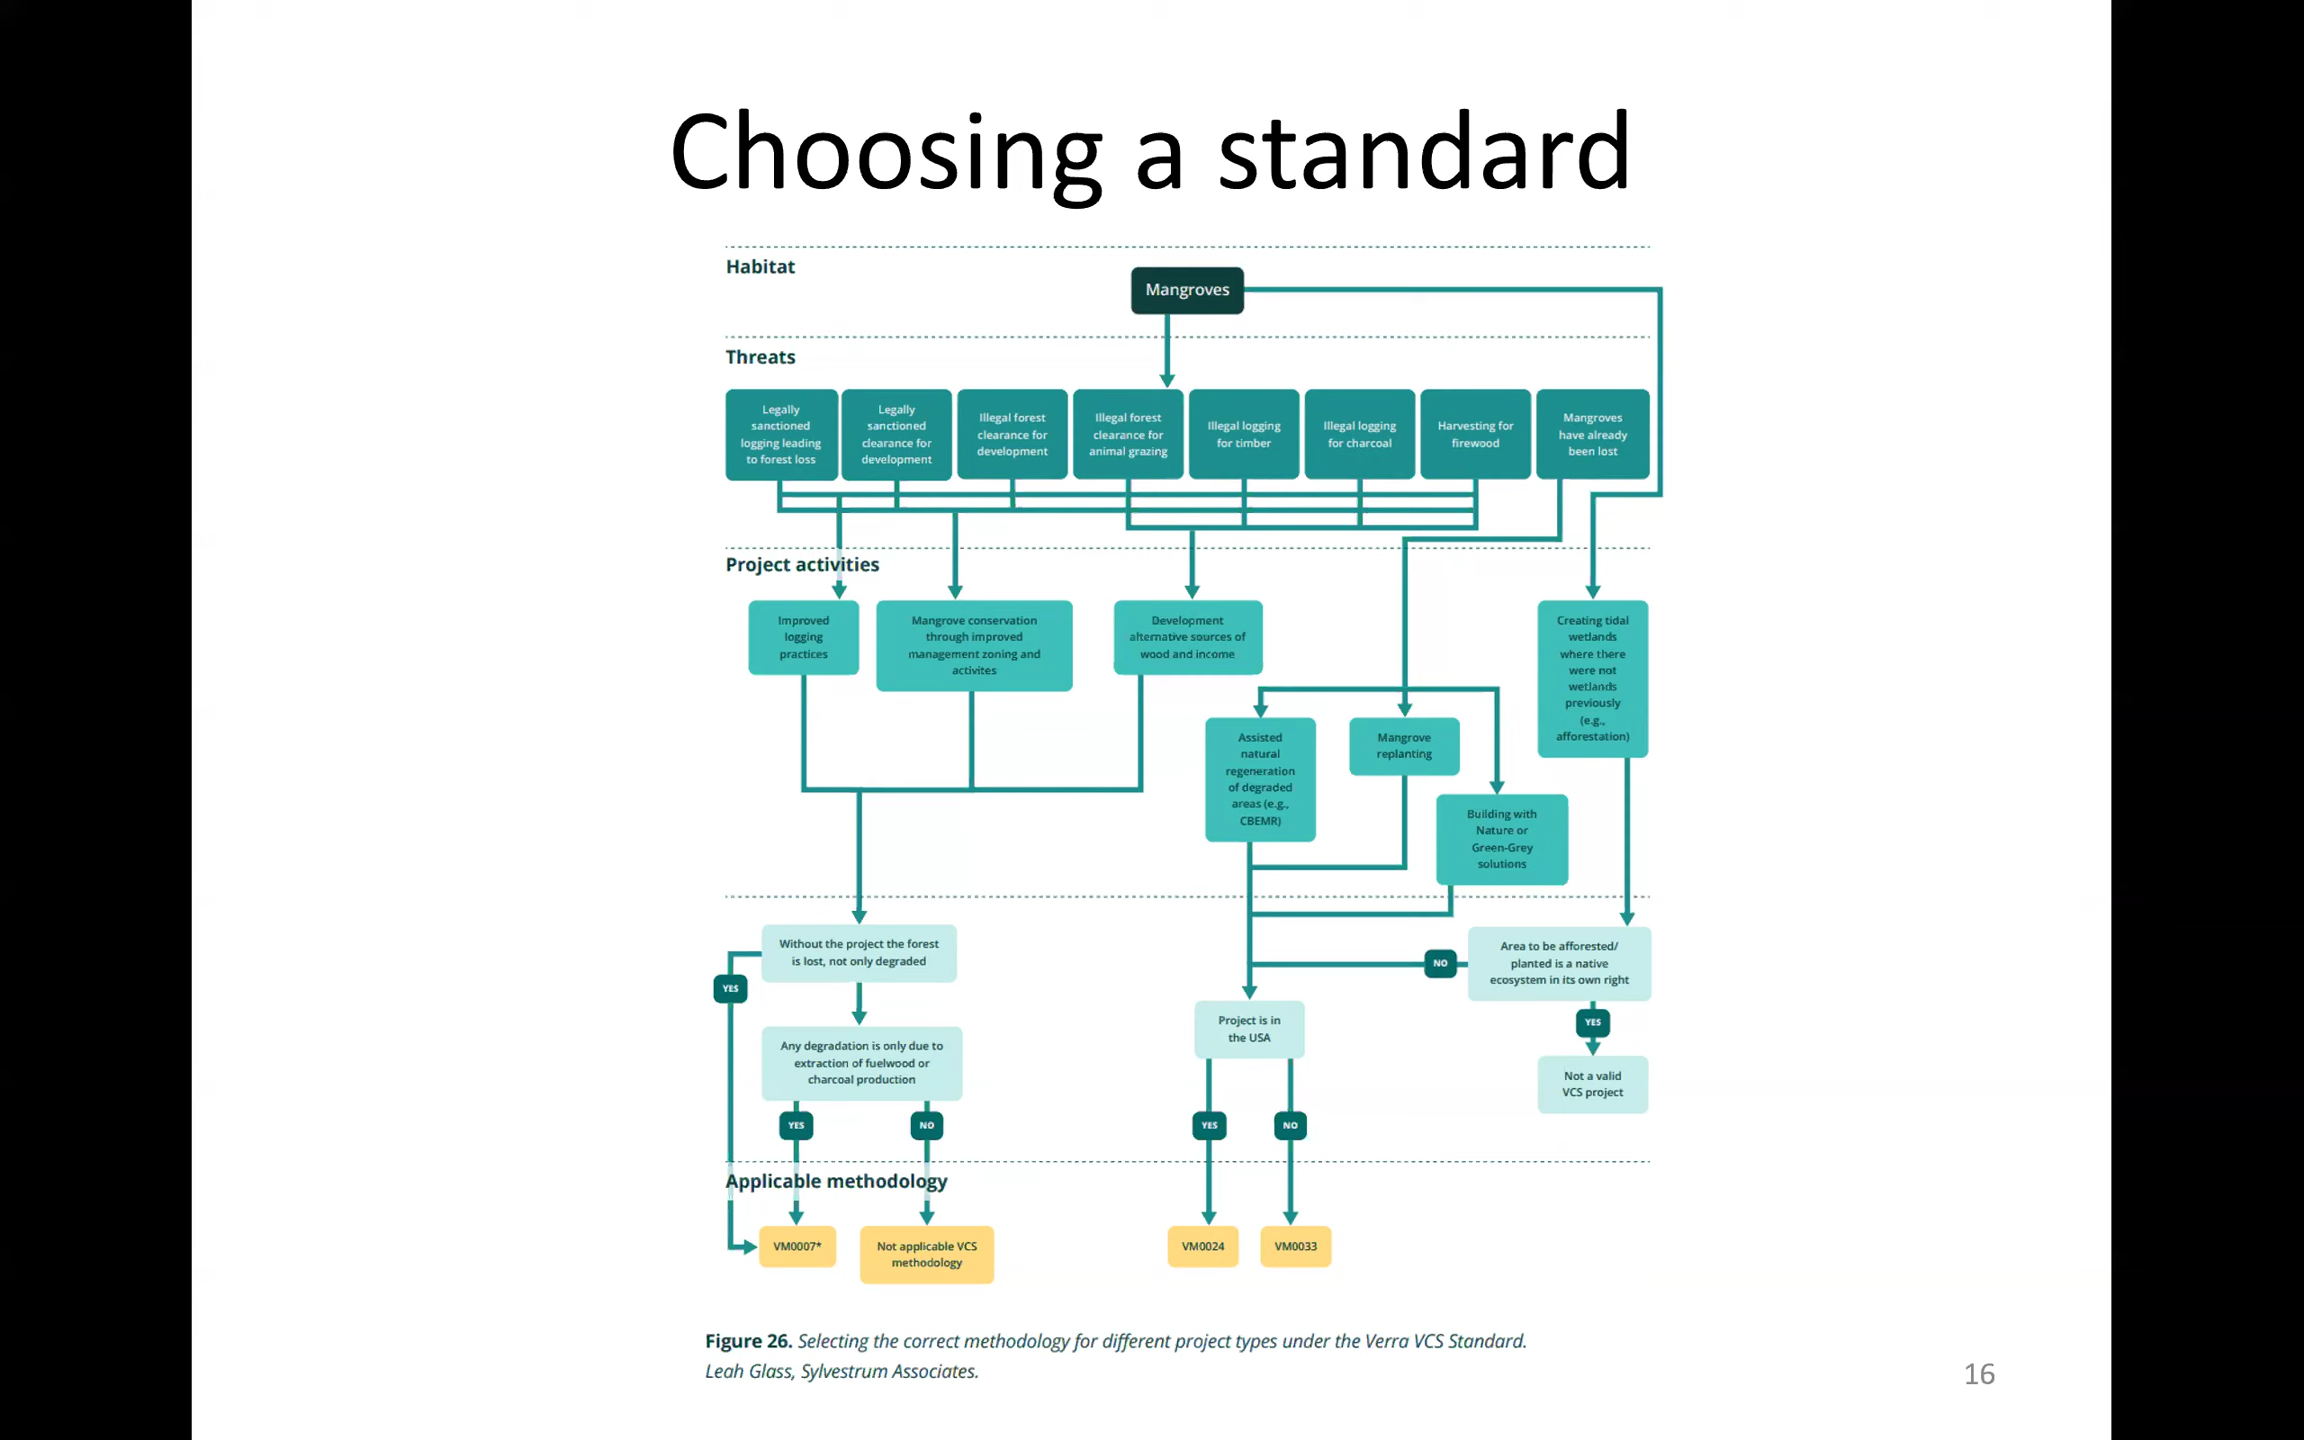 Choosing a standard
Habitat
Mangroves
Threats
Legally
sanctioned
logging leading
to forest loss
Legally
sanctioned
clearance for
development
Illegal forest
clearance for
development
Illegal forest
clearance for
animal grazing
Illegal logging
for timber
Illegal logging
for charcoal
Harvesting for
firewood
Mangroves
have already
been lost
Project activities
Improved
logging
practices
Mangrove conservation
through improved
management zoning and
activites
Development
alternative sources of
wood and income
Creating tidal
wetlands
where there
were not
wetlands
previously
(e.g.,
afforestation)
Assisted
natural
regeneration
of degraded
areas (e.g.,
CBEMR)
Mangrove
replanting
Building with
Nature or
Green-Grey
solutions
Without the project the forest
is lost, not only degraded
YES
Any degradation is only due to
extraction of fuelwood or
charcoal production
YES
NO
Area to be afforested/
planted is a native
ecosystem in its own right
NO
YES
Not a valid
VCS project
Project is in
the USA
YES
NO
Applicable methodology
VM0007*
Not applicable VCS
methodology
VM0024
VM0033
Figure 26. Selecting the correct methodology for different project types under the Verra VCS Standard.
Leah Glass, Sylvestrum Associates.
16